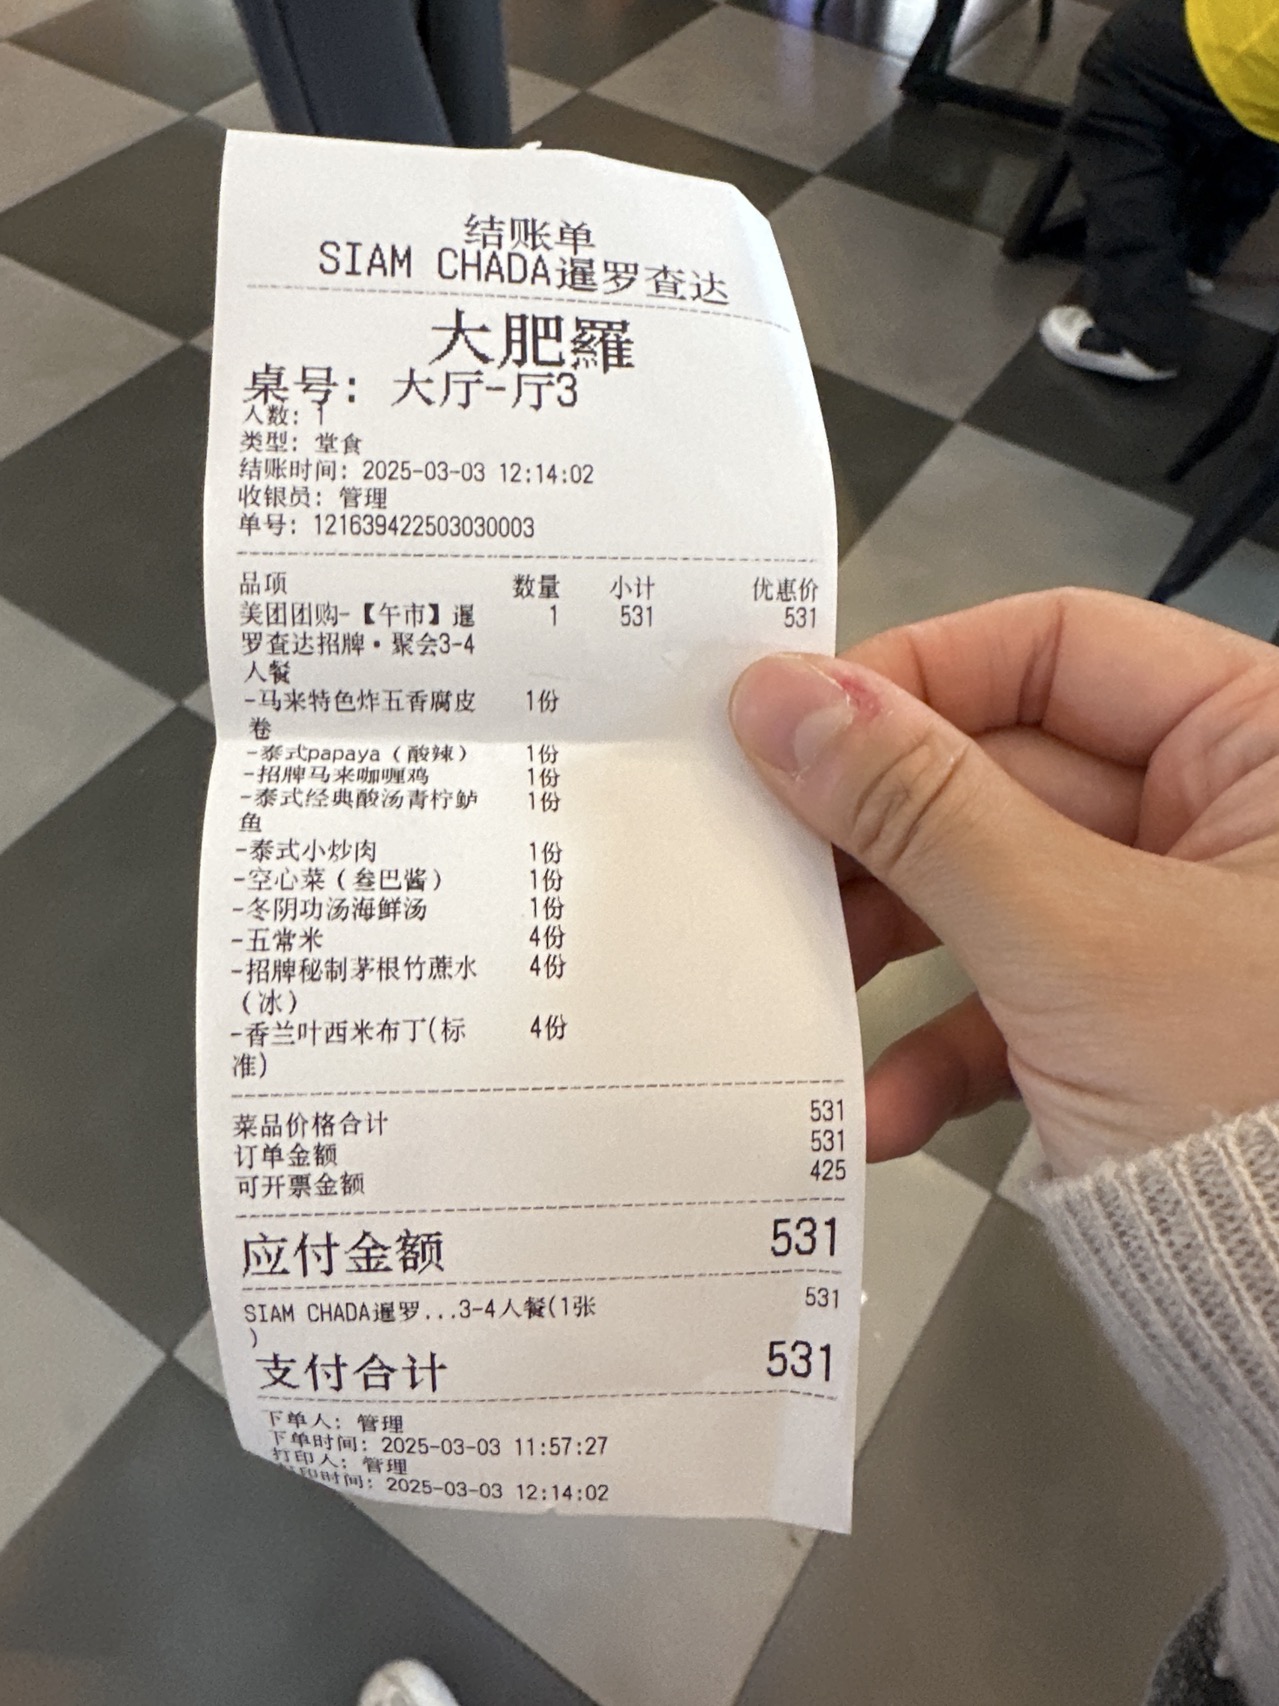 结账单
SIAM CHADA暹罗查达
大肥羅
桌号: 大厅-厅3
人数: 1
类型: 堂食
结账时间: 2025-03-03 12:14:02
收银员: 管理
单号: 121639422503030003
品项 数量 小计 优惠价
美团团购-【午市】暹 1 531 531
罗查达招牌·聚会3-4
人餐
-马来特色炸五香腐皮 1份
卷
-泰式papaya（酸辣） 1份
-招牌马来咖喱鸡 1份
-泰式经典酸汤青柠鲈 1份
鱼
-泰式小炒肉 1份
-空心菜（叁巴酱） 1份
-冬阴功汤海鲜汤 1份
-五常米 4份
-招牌秘制茅根竹蔗水 4份
（冰）
-香兰叶西米布丁(标 4份
准)
菜品价格合计 531
订单金额 531
可开票金额 425
应付金额 531
SIAM CHADA暹罗...3-4人餐(1张 531
)
支付合计 531
下单人: 管理
下单时间: 2025-03-03 11:57:27
打印人: 管理
打印时间: 2025-03-03 12:14:02